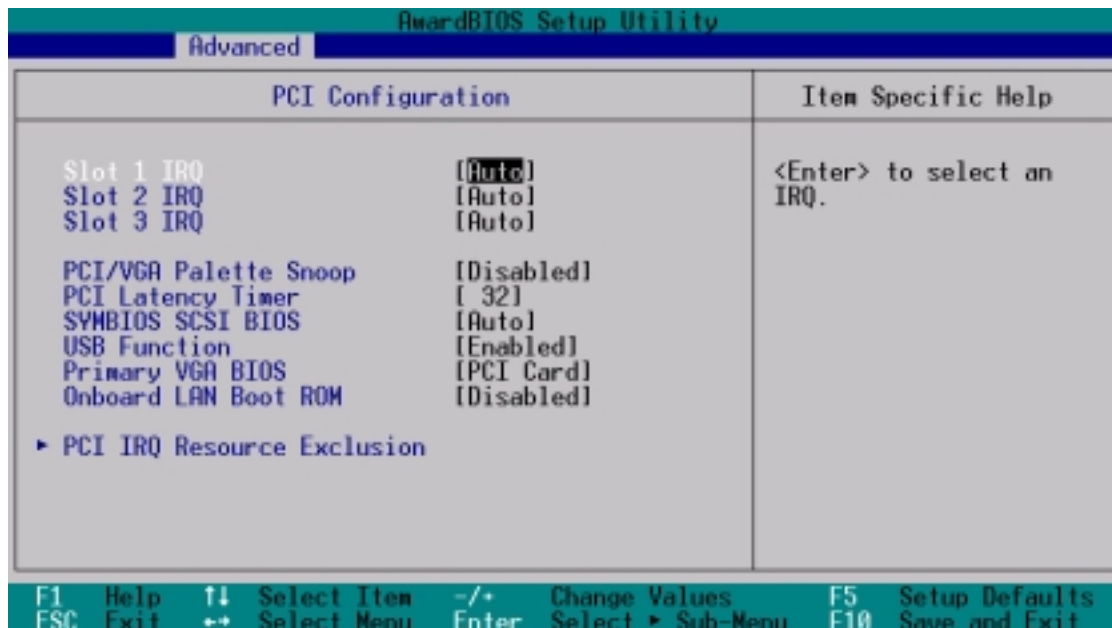 AwardBIOS Setup Utility
Advanced
PCI Configuration
Item Specific Help
Slot 1 IRQ [Auto]
Slot 2 IRQ [Auto]
Slot 3 IRQ [Auto]
PCI/VGA Palette Snoop [Disabled]
PCI Latency Timer [ 32]
SYMBIOS SCSI BIOS [Auto]
USB Function [Enabled]
Primary VGA BIOS [PCI Card]
Onboard LAN Boot ROM [Disabled]
▸ PCI IRQ Resource Exclusion
<Enter> to select an
IRQ.
F1 Help ↑↓ Select Item -/+ Change Values F5 Setup Defaults
ESC Exit ←→ Select Menu Enter Select ▸ Sub-Menu F10 Save and Exit